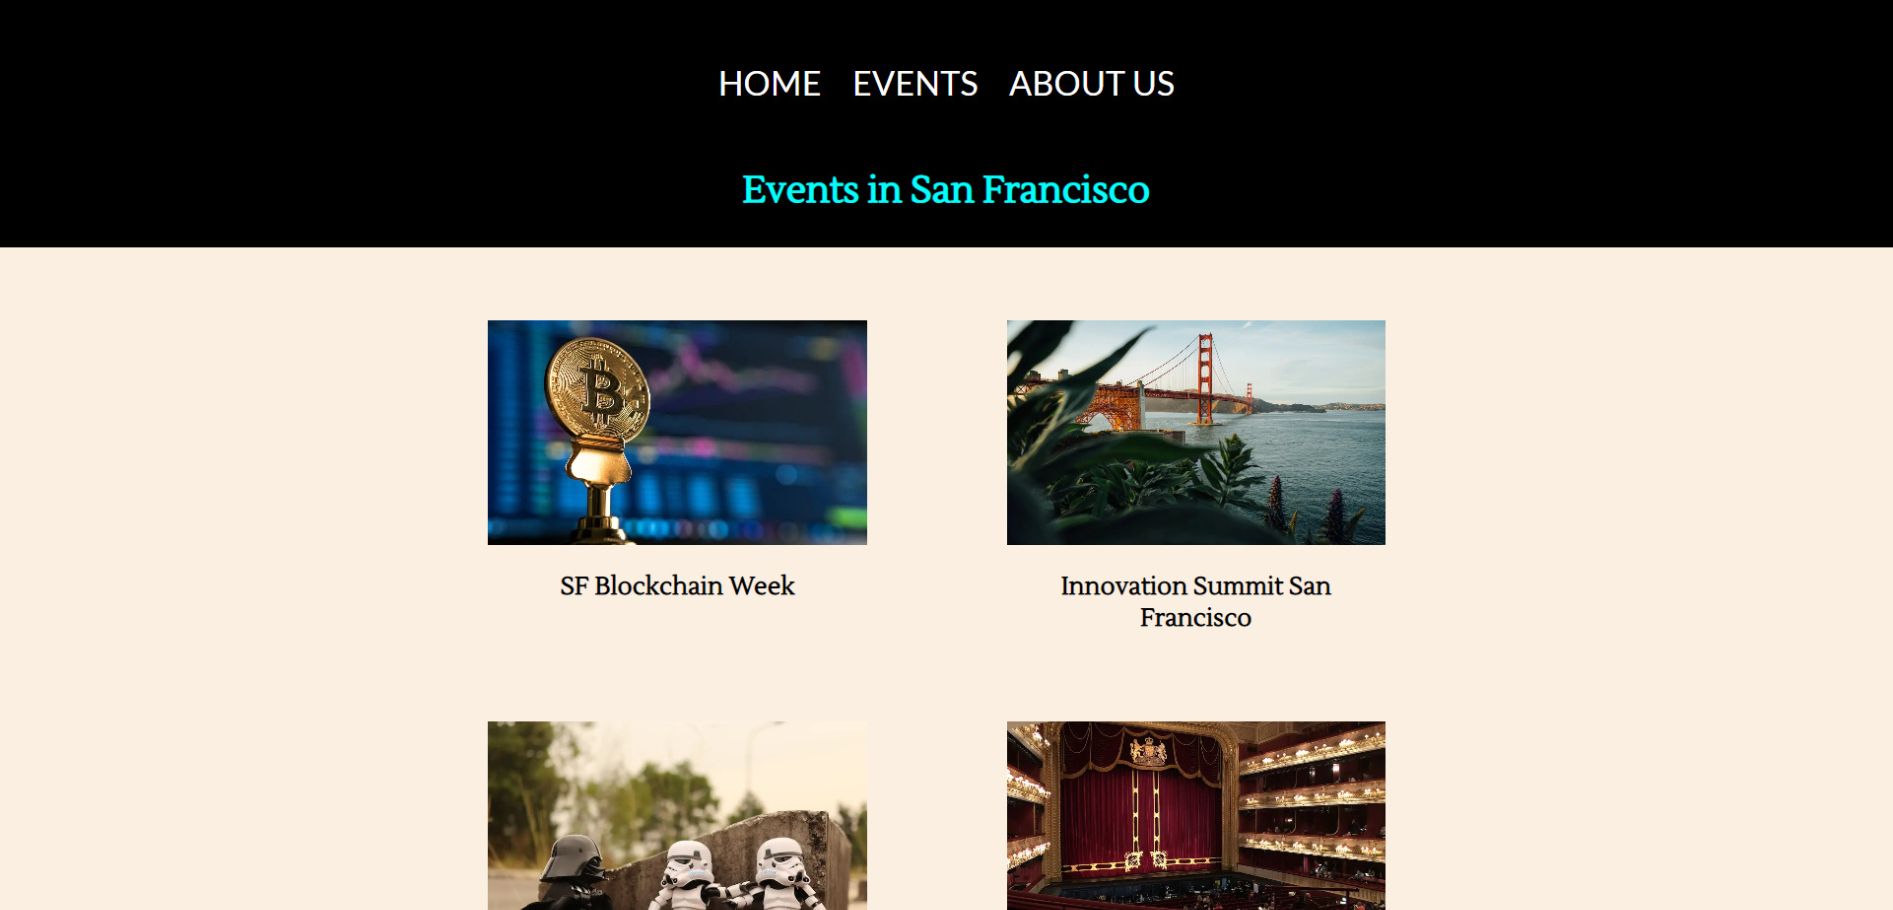 HOME EVENTS ABOUT US
Events in San Francisco
SF Blockchain Week
Innovation Summit San
Francisco